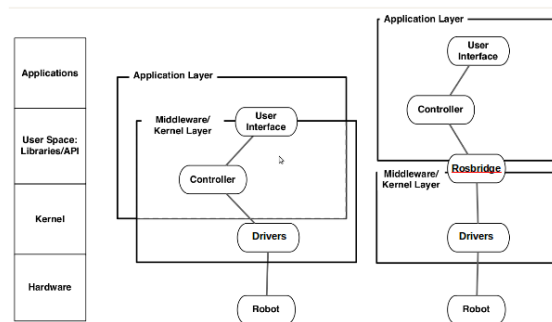 Applications
User Space:
Libraries/API
Kernel
Hardware
Application Layer
Middleware/
Kernel Layer
User
Interface
Controller
Drivers
Robot
Application Layer
User
Interface
Controller
Rosbridge
Middleware/
Kernel Layer
Drivers
Robot